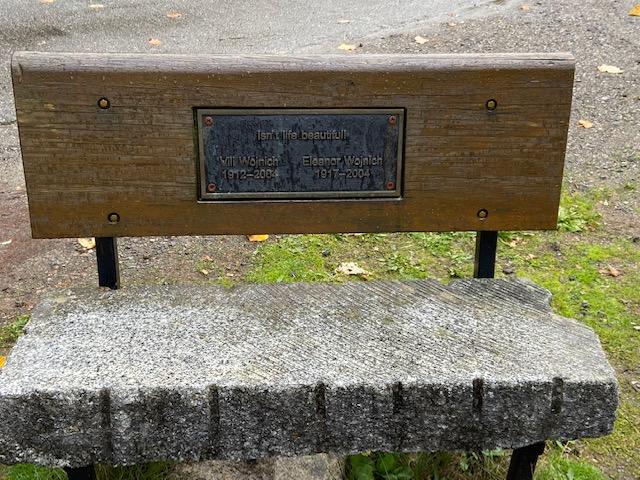 Isn't life beautiful!
Vili Wojnich Eleanor Wojnich
1912–2004 1917–2004